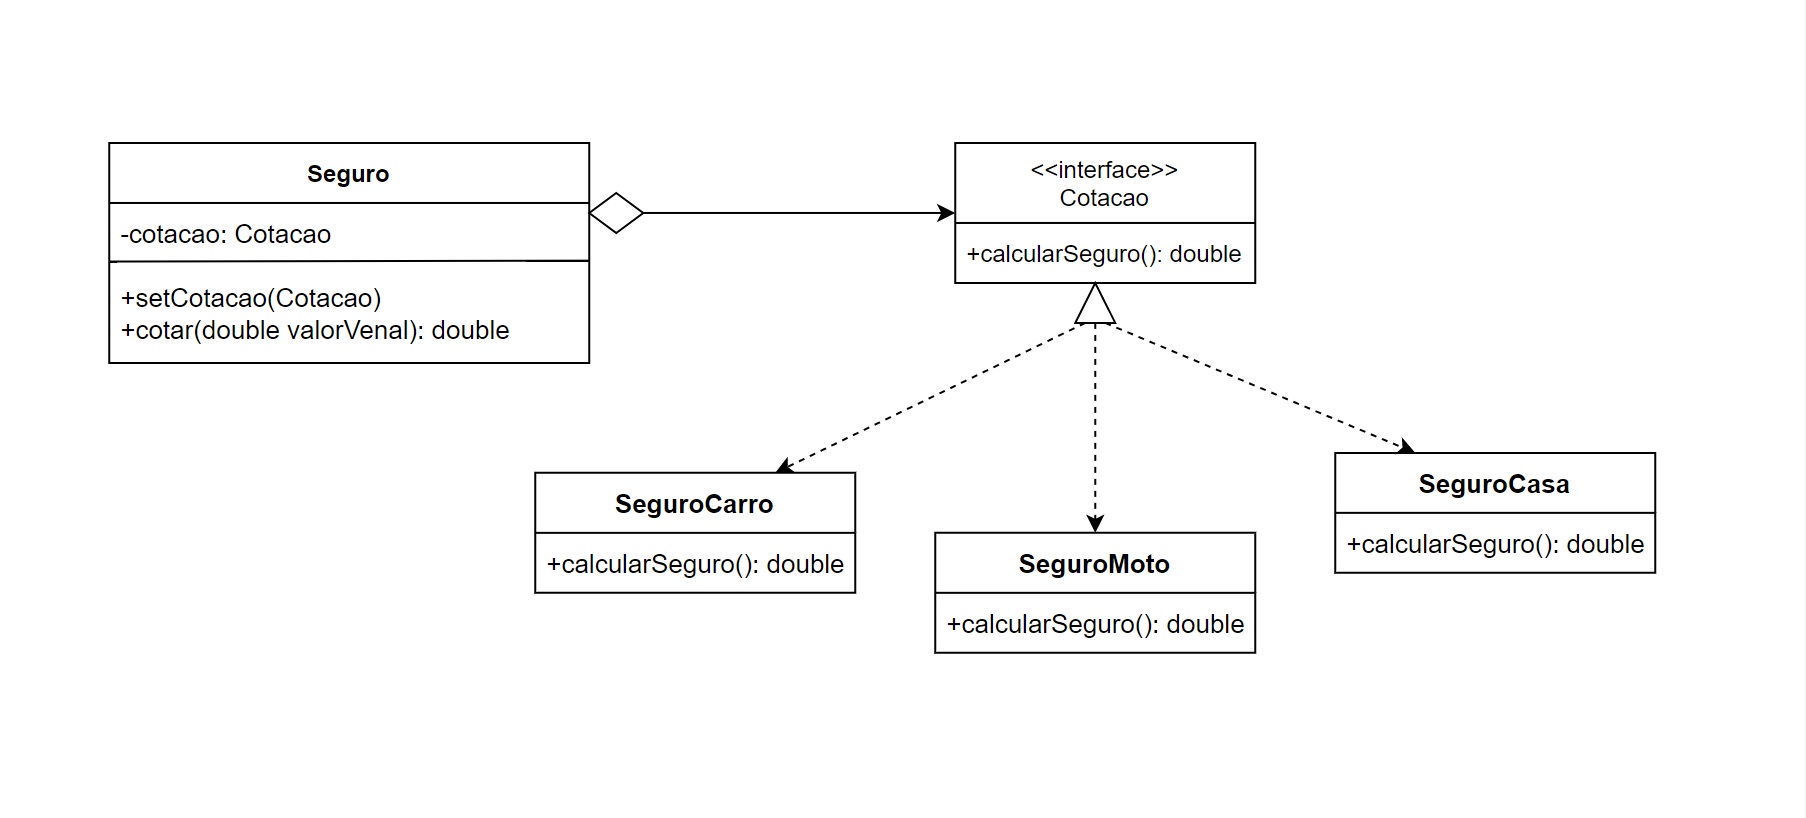 Seguro
-cotacao: Cotacao
+setCotacao(Cotacao)
+cotar(double valorVenal): double
<<interface>>
Cotacao
+calcularSeguro(): double
SeguroCarro
+calcularSeguro(): double
SeguroMoto
+calcularSeguro(): double
SeguroCasa
+calcularSeguro(): double